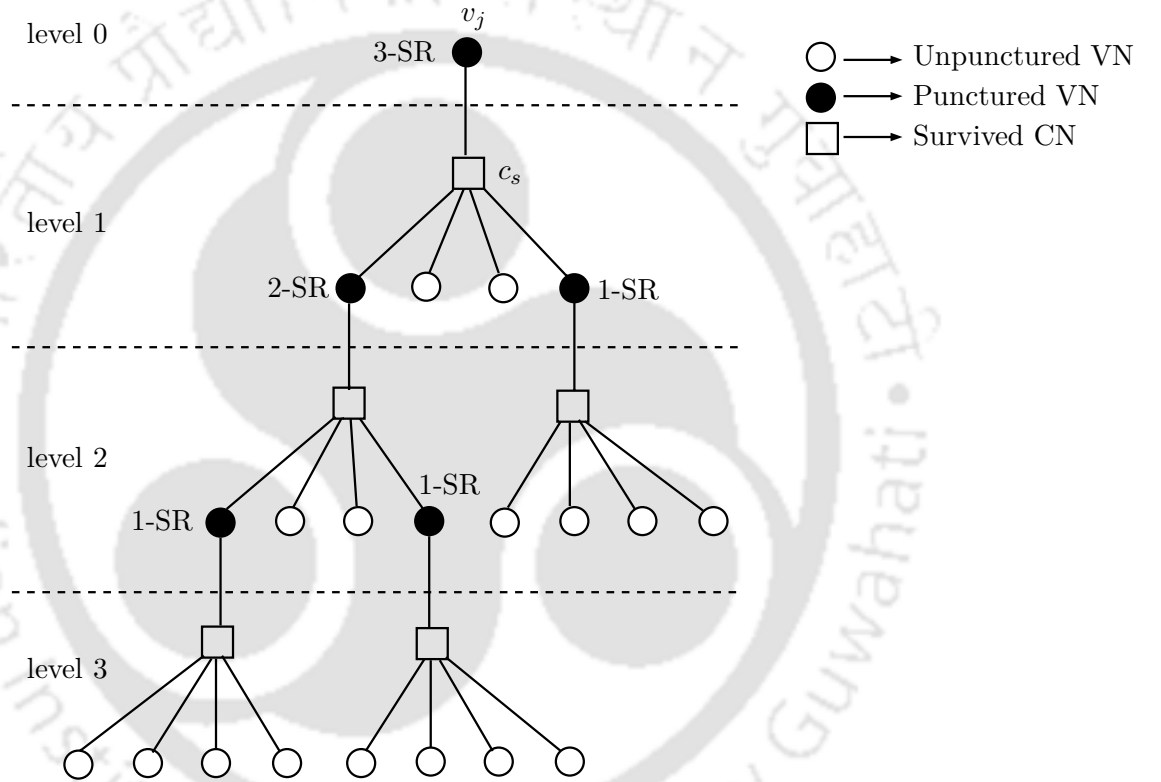 level 0
v_j
3-SR
Unpunctured VN
Punctured VN
Survived CN
c_s
level 1
2-SR
1-SR
level 2
1-SR
1-SR
level 3
Guwahati